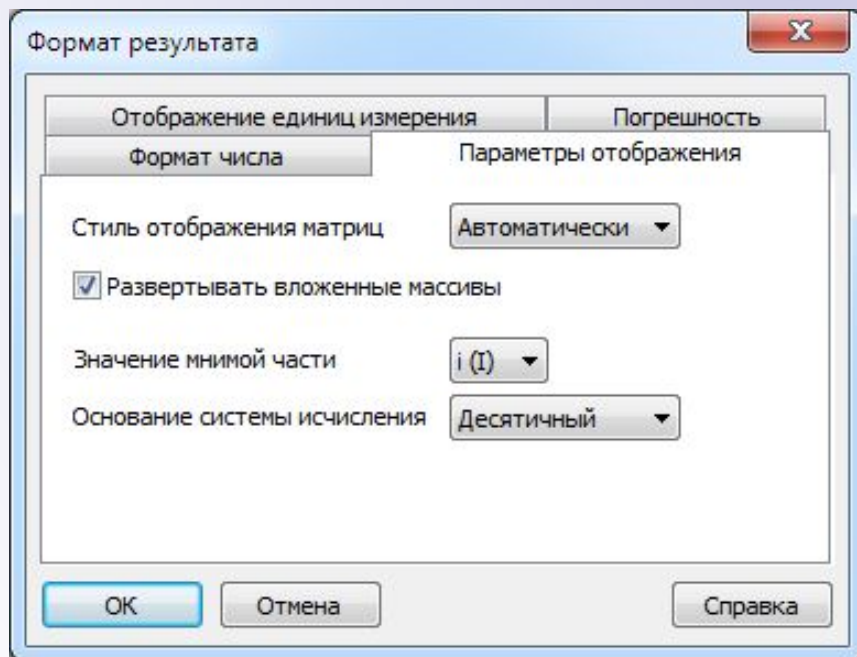 Формат результата
Отображение единиц измерения Погрешность
Формат числа Параметры отображения
Стиль отображения матриц Автоматически
Развертывать вложенные массивы
Значение мнимой части i (I)
Основание системы исчисления Десятичный
ОК Отмена Справка